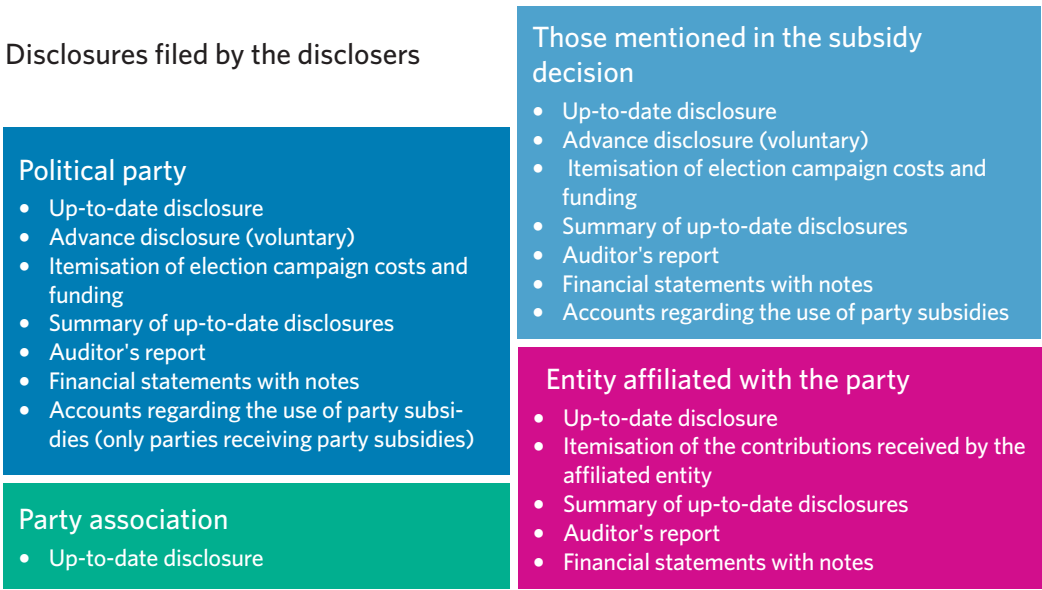 Disclosures filed by the disclosers
Political party
• Up-to-date disclosure
• Advance disclosure (voluntary)
• Itemisation of election campaign costs and
funding
• Summary of up-to-date disclosures
• Auditor's report
• Financial statements with notes
• Accounts regarding the use of party subsi-
dies (only parties receiving party subsidies)
Party association
• Up-to-date disclosure
Those mentioned in the subsidy
decision
• Up-to-date disclosure
• Advance disclosure (voluntary)
• Itemisation of election campaign costs and
funding
• Summary of up-to-date disclosures
• Auditor's report
• Financial statements with notes
• Accounts regarding the use of party subsidies
Entity affiliated with the party
• Up-to-date disclosure
• Itemisation of the contributions received by the
affiliated entity
• Summary of up-to-date disclosures
• Auditor's report
• Financial statements with notes